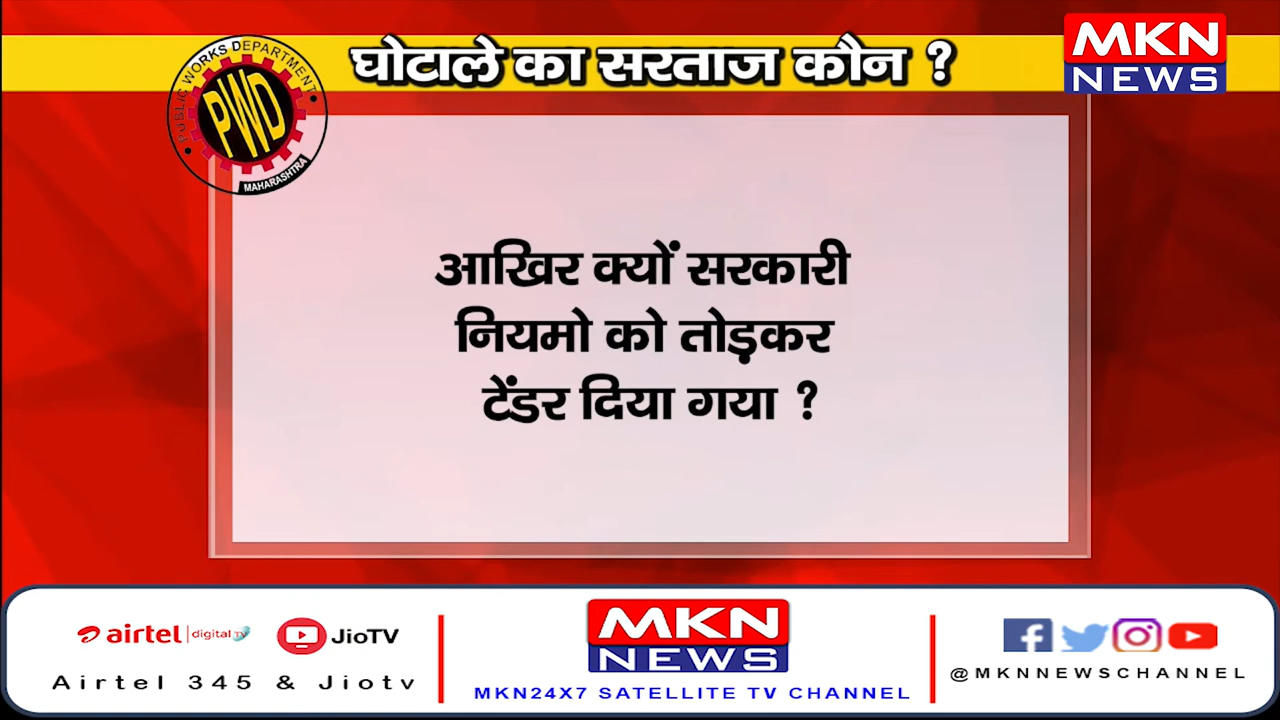 घोटाले का सरताज कौन ?
MKN
NEWS
PUBLIC WORKS DEPARTMENT
PWD
MAHARASHTRA
आखिर क्यों सरकारी
नियमो को तोड़कर
टेंडर दिया गया ?
airtel digital TV
JioTV
Airtel 345 & Jiotv
MKN
NEWS
MKN24X7 SATELLITE TV CHANNEL
@MKNNEWSCHANNEL